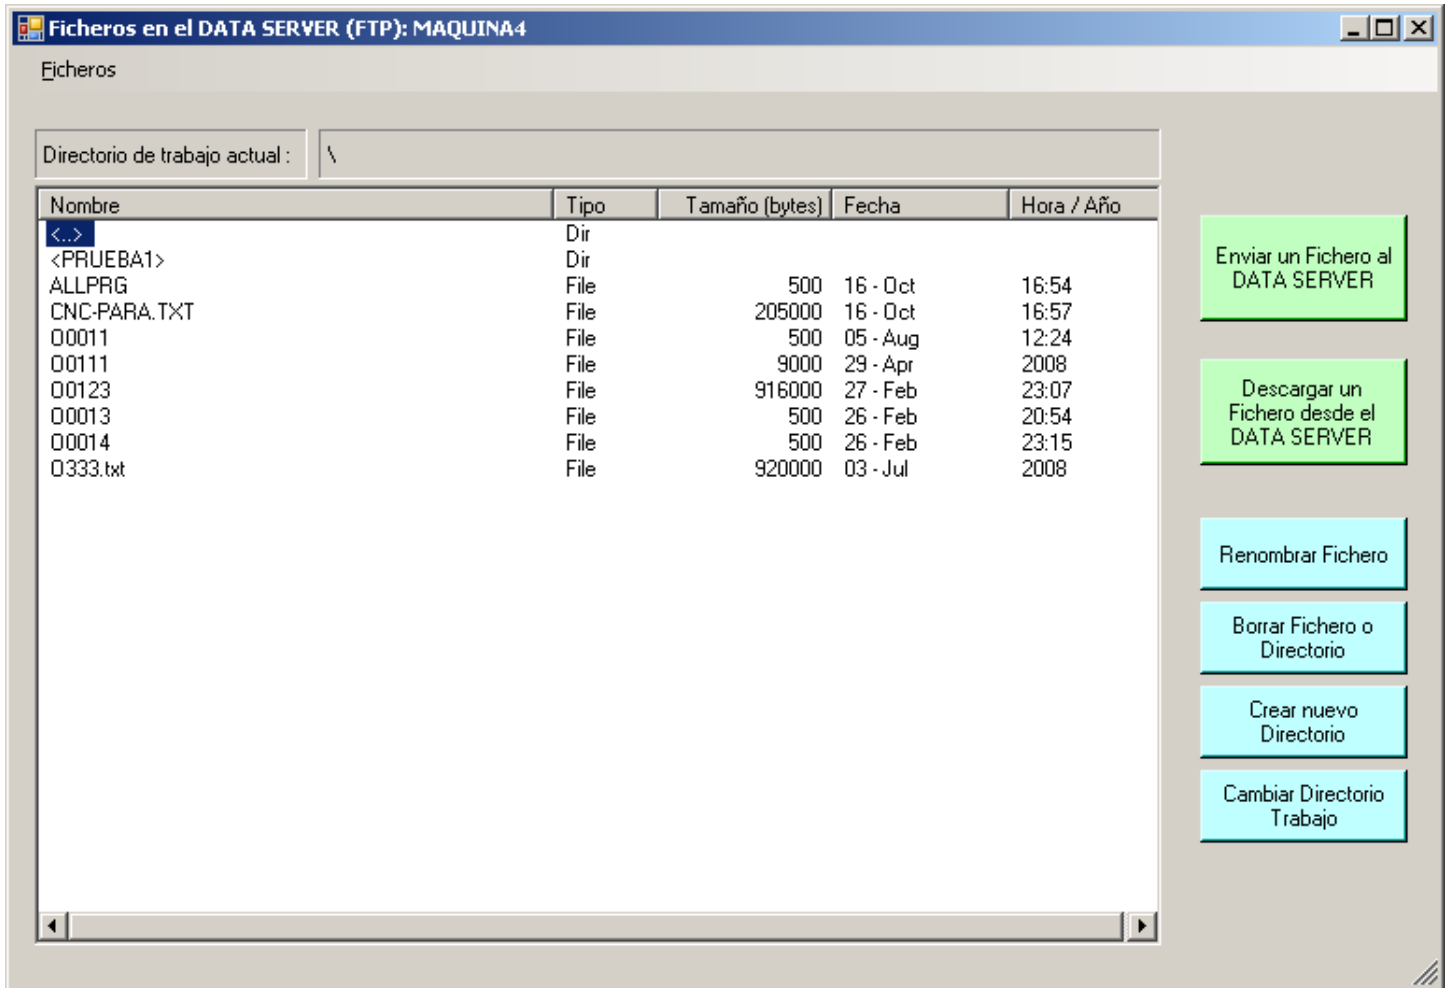 Ficheros en el DATA SERVER (FTP): MAQUINA4
Ficheros
Directorio de trabajo actual : \
Nombre Tipo Tamaño (bytes) Fecha Hora / Año
<..> Dir
<PRUEBA1> Dir
ALLPRG File 500 16 - Oct 16:54
CNC-PARA.TXT File 205000 16 - Oct 16:57
O0011 File 500 05 - Aug 12:24
O0111 File 9000 29 - Apr 2008
O0123 File 916000 27 - Feb 23:07
O0013 File 500 26 - Feb 20:54
O0014 File 500 26 - Feb 23:15
O333.txt File 920000 03 - Jul 2008
Enviar un Fichero al
DATA SERVER
Descargar un
Fichero desde el
DATA SERVER
Renombrar Fichero
Borrar Fichero o
Directorio
Crear nuevo
Directorio
Cambiar Directorio
Trabajo